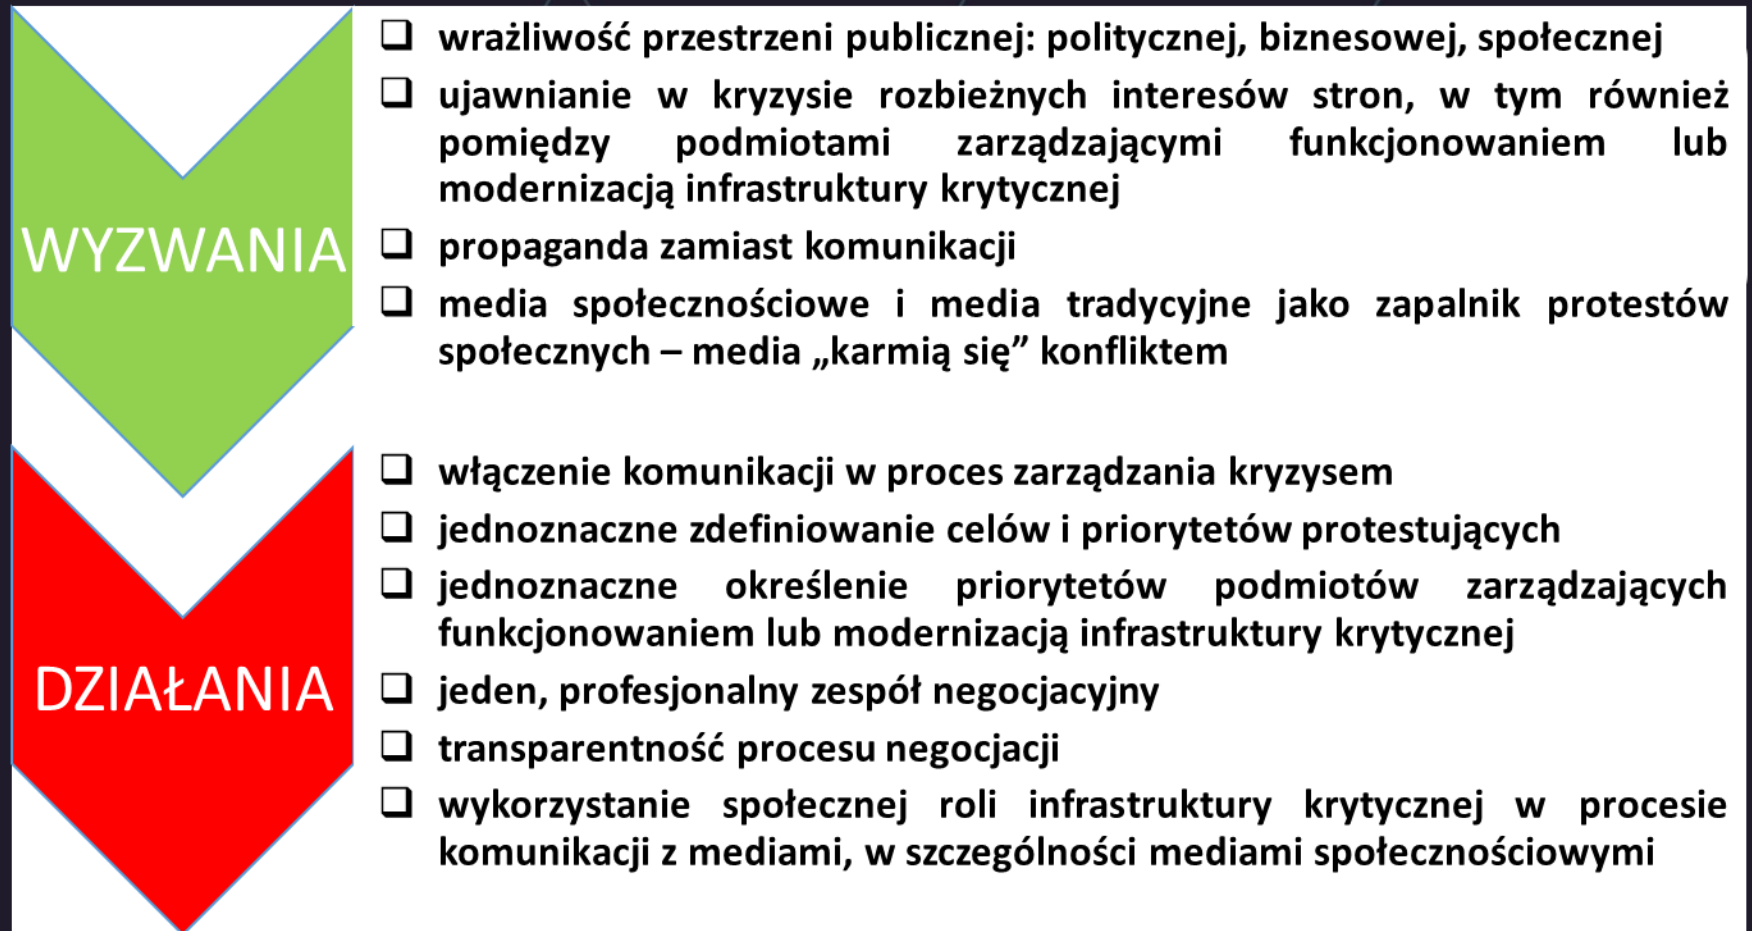 WYZWANIA
wrażliwość przestrzeni publicznej: politycznej, biznesowej, społecznej
ujawnianie w kryzysie rozbieżnych interesów stron, w tym również
pomiędzy podmiotami zarządzającymi funkcjonowaniem lub
modernizacją infrastruktury krytycznej
propaganda zamiast komunikacji
media społecznościowe i media tradycyjne jako zapalnik protestów
społecznych – media „karmią się” konfliktem
DZIAŁANIA
włączenie komunikacji w proces zarządzania kryzysem
jednoznaczne zdefiniowanie celów i priorytetów protestujących
jednoznaczne określenie priorytetów podmiotów zarządzających
funkcjonowaniem lub modernizacją infrastruktury krytycznej
jeden, profesjonalny zespół negocjacyjny
transparentność procesu negocjacji
wykorzystanie społecznej roli infrastruktury krytycznej w procesie
komunikacji z mediami, w szczególności mediami społecznościowymi